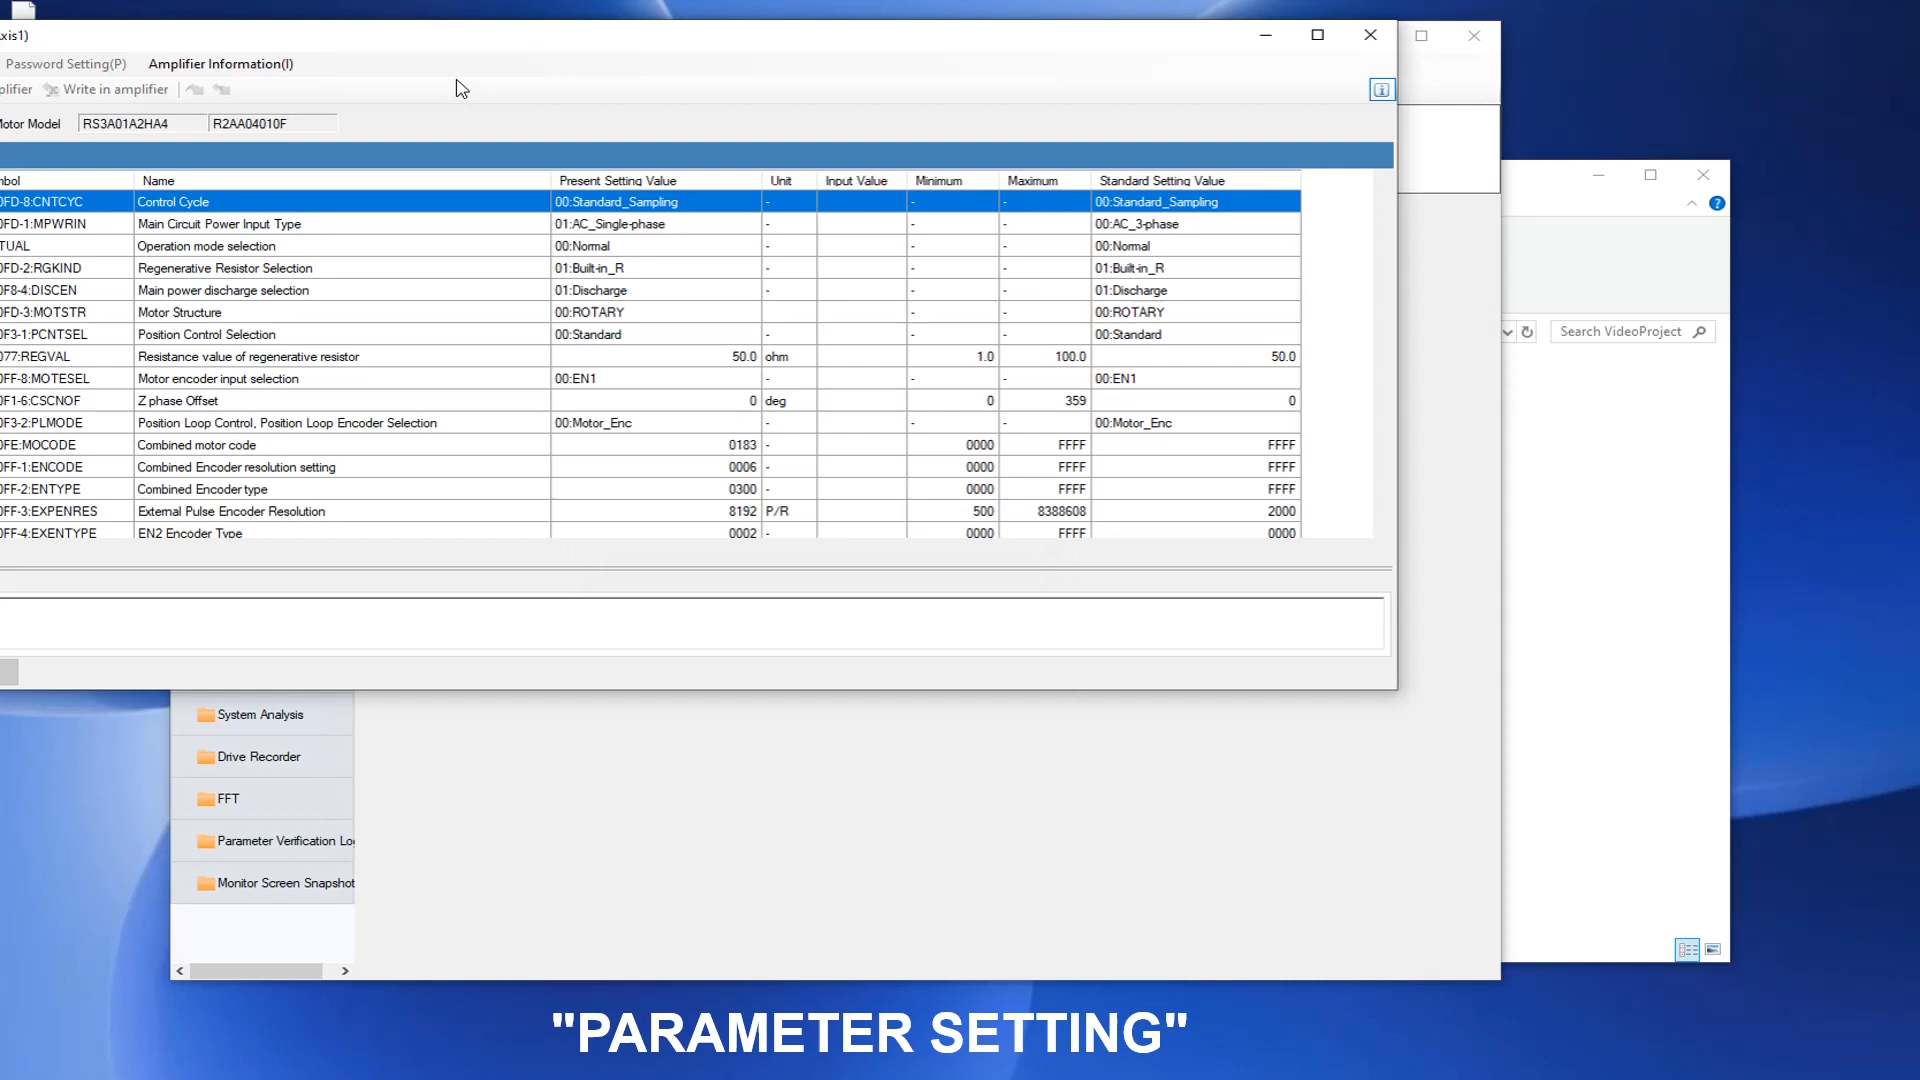 xis1)
Password Setting(P) Amplifier Information(I)
plifier Write in amplifier
Motor Model RS3A01A2HA4 R2AA04010F
mbol Name Present Setting Value Unit Input Value Minimum Maximum Standard Setting Value
0FD-8:CNTCYC Control Cycle 00:Standard_Sampling - - - 00:Standard_Sampling
0FD-1:MPWRIN Main Circuit Power Input Type 01:AC_Single-phase - - - 00:AC_3-phase
TUAL Operation mode selection 00:Normal - - - 00:Normal
0FD-2:RGKIND Regenerative Resistor Selection 01:Built-in_R - - - 01:Built-in_R
0F8-4:DISCEN Main power discharge selection 01:Discharge - - - 01:Discharge
0FD-3:MOTSTR Motor Structure 00:ROTARY - - 00:ROTARY
0F3-1:PCNTSEL Position Control Selection 00:Standard - - - 00:Standard
077:REGVAL Resistance value of regenerative resistor 50.0 ohm 1.0 100.0 50.0
0FF-8:MOTESEL Motor encoder input selection 00:EN1 - - - 00:EN1
0F1-6:CSCNOF Z phase Offset 0 deg 0 359 0
0F3-2:PLMODE Position Loop Control, Position Loop Encoder Selection 00:Motor_Enc - - - 00:Motor_Enc
0FE:MOCODE Combined motor code 0183 - 0000 FFFF FFFF
0FF-1:ENCODE Combined Encoder resolution setting 0006 - 0000 FFFF FFFF
0FF-2:ENTYPE Combined Encoder type 0300 - 0000 FFFF FFFF
0FF-3:EXPENRES External Pulse Encoder Resolution 8192 P/R 500 8388608 2000
0FF-4:EXENTYPE EN2 Encoder Type 0002 - 0000 FFFF 0000
Search VideoProject
System Analysis
Drive Recorder
FFT
Parameter Verification Log
Monitor Screen Snapshot
"PARAMETER SETTING"